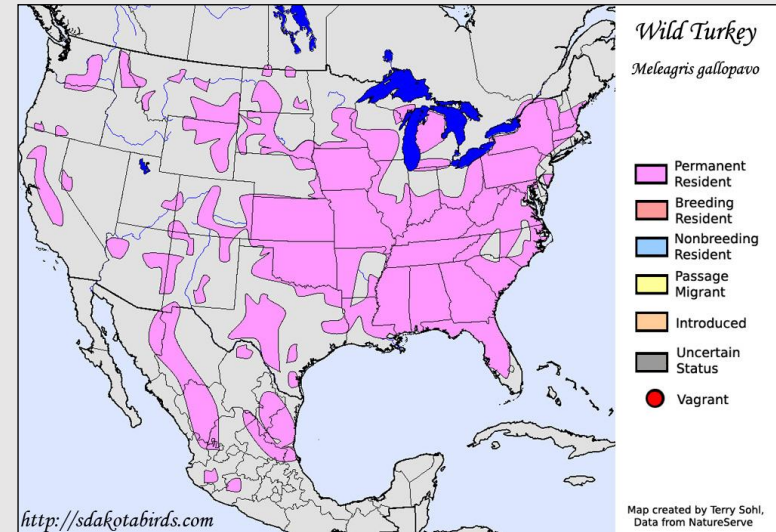 Wild Turkey
Meleagris gallopavo
Permanent
Resident
Breeding
Resident
Nonbreeding
Resident
Passage
Migrant
Introduced
Uncertain
Status
Vagrant
http://sdakotabirds.com
Map created by Terry Sohl,
Data from NatureServe